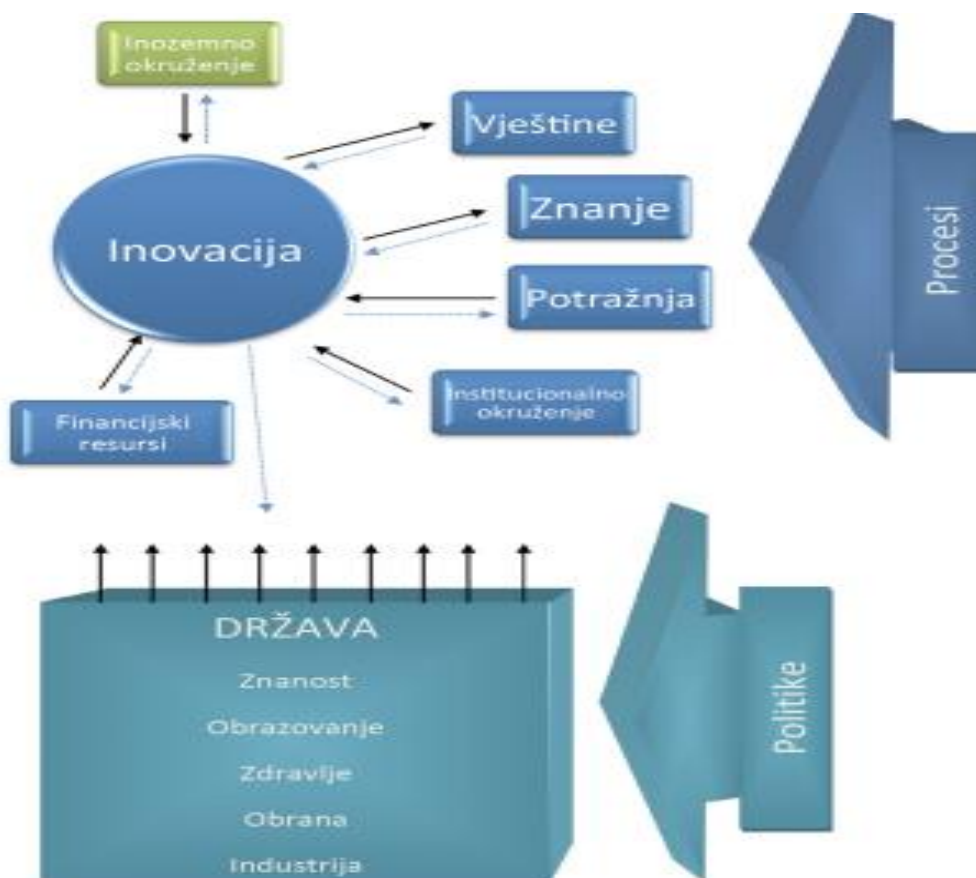 Inozemno
okruženje
Vještine
Znanje
Inovacija
Potražnja
Institucionalno
okruženje
Financijski
resursi
Procesi
DRŽAVA
Znanost
Obrazovanje
Zdravlje
Obrana
Industrija
Politike